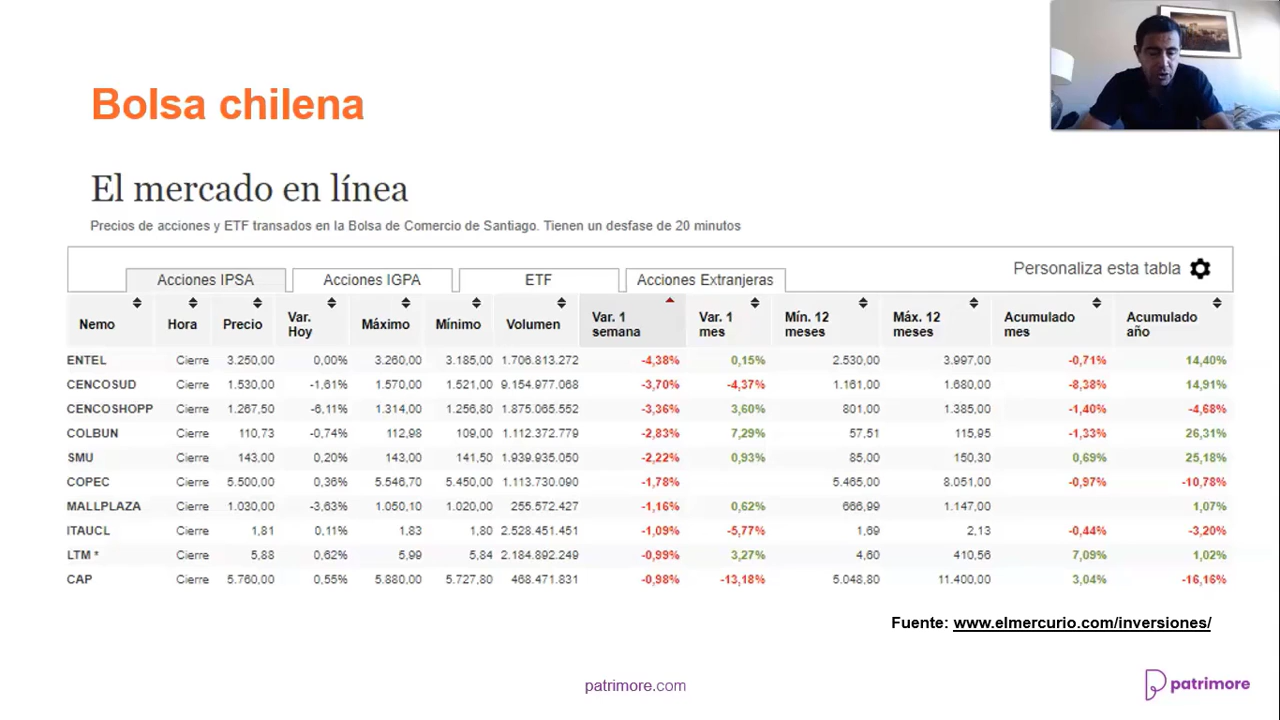 Bolsa chilena
El mercado en línea
Precios de acciones y ETF transados en la Bolsa de Comercio de Santiago. Tienen un desfase de 20 minutos
Acciones IPSA Acciones IGPA ETF Acciones Extranjeras Personaliza esta tabla
Nemo Hora Precio Var. Hoy Máximo Mínimo Volumen Var. 1 semana Var. 1 mes Mín. 12 meses Máx. 12 meses Acumulado mes Acumulado año
ENTEL Cierre 3.250,00 0,00% 3.260,00 3.185,00 1.706.813.272 -4,38% 0,15% 2.530,00 3.997,00 -0,71% 14,40%
CENCOSUD Cierre 1.530,00 -1,61% 1.570,00 1.521,00 9.154.977.068 -3,70% -4,37% 1.161,00 1.680,00 -8,38% 14,91%
CENCOSHOPP Cierre 1.267,50 -6,11% 1.314,00 1.256,80 1.875.065.552 -3,36% 3,60% 801,00 1.385,00 -1,40% -4,68%
COLBUN Cierre 110,73 -0,74% 112,98 109,00 1.112.372.779 -2,83% 7,29% 57,51 115,95 -1,33% 26,31%
SMU Cierre 143,00 0,20% 143,00 141,50 1.939.935.050 -2,22% 0,93% 85,00 150,30 0,69% 25,18%
COPEC Cierre 5.500,00 0,36% 5.546,70 5.450,00 1.113.730.090 -1,78% 5.465,00 8.051,00 -0,97% -10,78%
MALLPLAZA Cierre 1.030,00 -3,63% 1.050,10 1.020,00 255.572.427 -1,16% 0,62% 666,99 1.147,00 1,07%
ITAUCL Cierre 1,81 0,11% 1,83 1,80 2.528.451.451 -1,09% -5,77% 1,69 2,13 -0,44% -3,20%
LTM * Cierre 5,88 0,62% 5,99 5,84 2.184.892.249 -0,99% 3,27% 4,60 410,56 7,09% 1,02%
CAP Cierre 5.760,00 0,55% 5.880,00 5.727,80 468.471.831 -0,98% -13,18% 5.048,80 11.400,00 3,04% -16,16%
Fuente: www.elmercurio.com/inversiones/
patrimore.com
patrimore